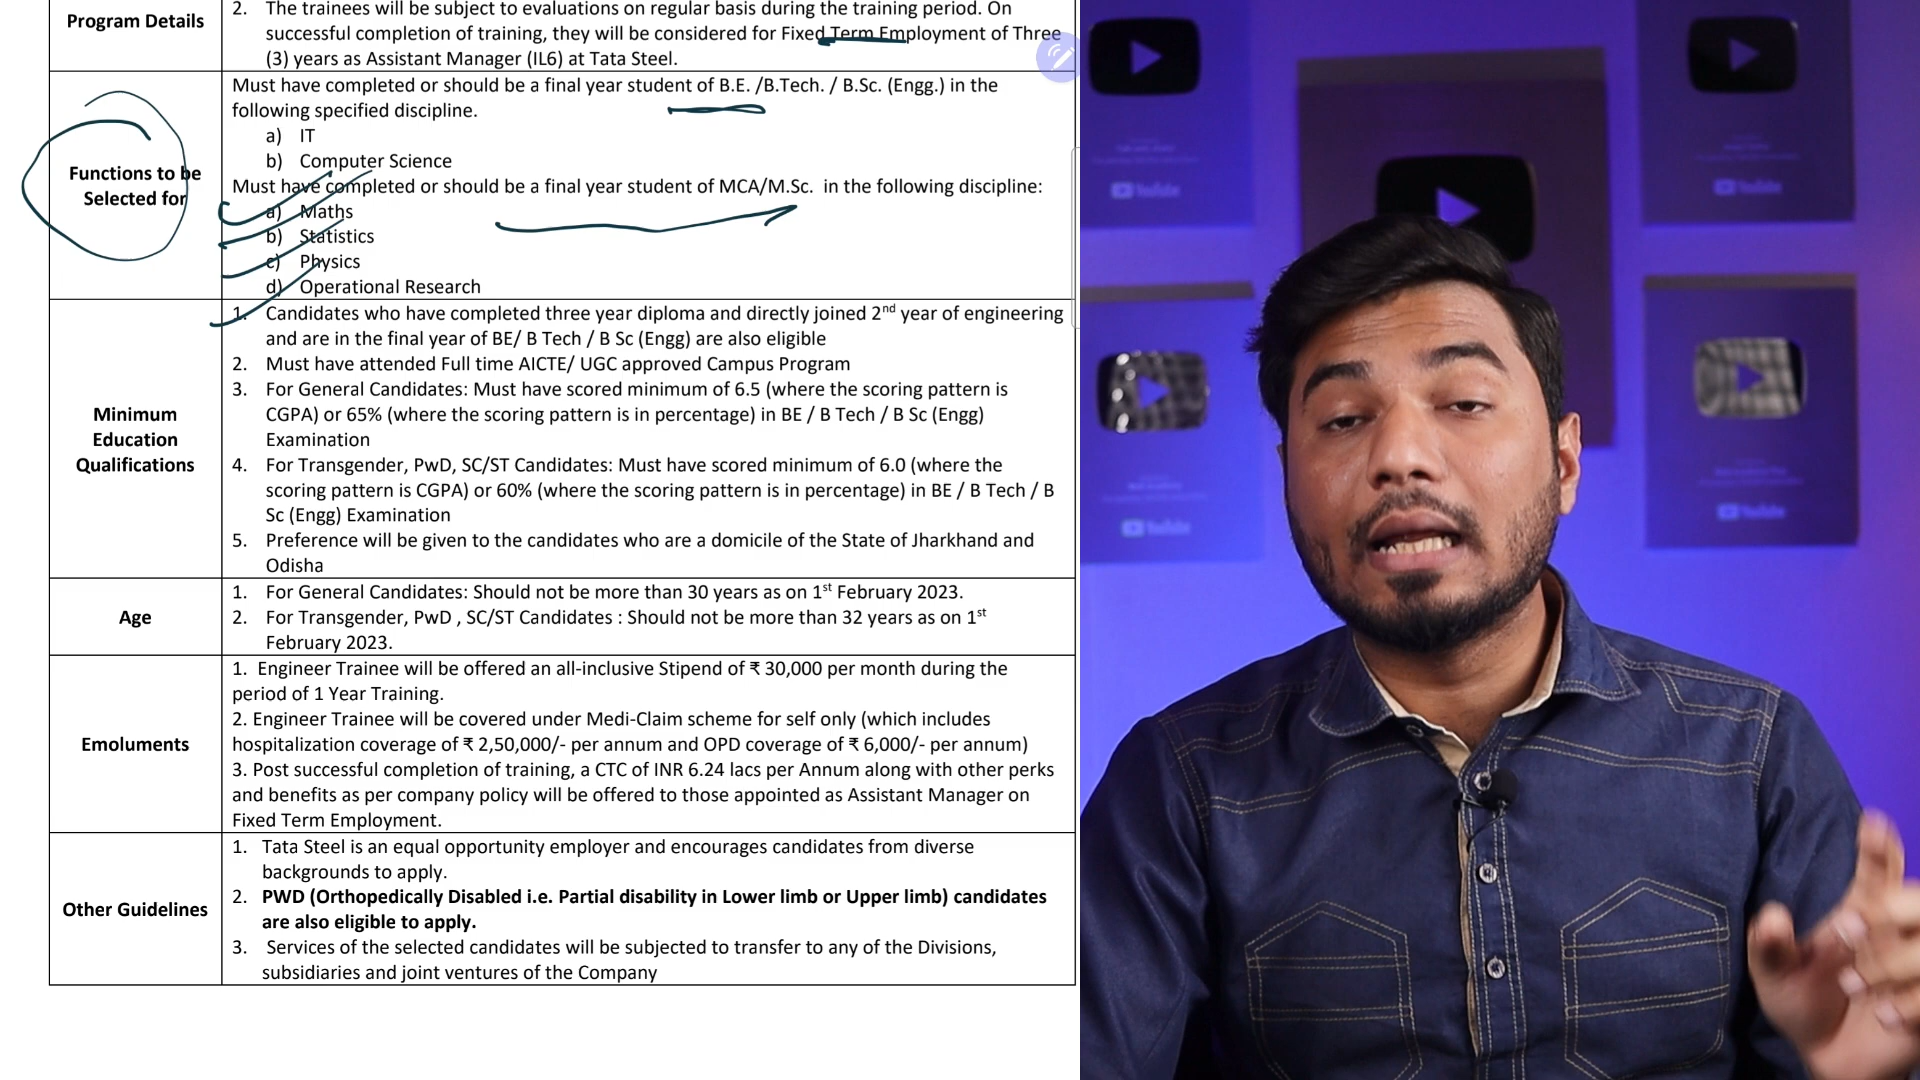 Program Details
2. The trainees will be subject to evaluations on regular basis during the training period. On
successful completion of training, they will be considered for Fixed Term Employment of Three
(3) years as Assistant Manager (IL6) at Tata Steel.
Functions to be
Selected for
Must have completed or should be a final year student of B.E. /B.Tech. / B.Sc. (Engg.) in the
following specified discipline.
a) IT
b) Computer Science
Must have completed or should be a final year student of MCA/M.Sc. in the following discipline:
a) Maths
b) Statistics
c) Physics
d) Operational Research
Minimum
Education
Qualifications
1. Candidates who have completed three year diploma and directly joined 2nd year of engineering
and are in the final year of BE/ B Tech / B Sc (Engg) are also eligible
2. Must have attended Full time AICTE/ UGC approved Campus Program
3. For General Candidates: Must have scored minimum of 6.5 (where the scoring pattern is
CGPA) or 65% (where the scoring pattern is in percentage) in BE / B Tech / B Sc (Engg)
Examination
4. For Transgender, PwD, SC/ST Candidates: Must have scored minimum of 6.0 (where the
scoring pattern is CGPA) or 60% (where the scoring pattern is in percentage) in BE / B Tech / B
Sc (Engg) Examination
5. Preference will be given to the candidates who are a domicile of the State of Jharkhand and
Odisha
Age
1. For General Candidates: Should not be more than 30 years as on 1st February 2023.
2. For Transgender, PwD , SC/ST Candidates : Should not be more than 32 years as on 1st
February 2023.
Emoluments
1. Engineer Trainee will be offered an all-inclusive Stipend of ₹ 30,000 per month during the
period of 1 Year Training.
2. Engineer Trainee will be covered under Medi-Claim scheme for self only (which includes
hospitalization coverage of ₹ 2,50,000/- per annum and OPD coverage of ₹ 6,000/- per annum)
3. Post successful completion of training, a CTC of INR 6.24 lacs per Annum along with other perks
and benefits as per company policy will be offered to those appointed as Assistant Manager on
Fixed Term Employment.
Other Guidelines
1. Tata Steel is an equal opportunity employer and encourages candidates from diverse
backgrounds to apply.
2. PWD (Orthopedically Disabled i.e. Partial disability in Lower limb or Upper limb) candidates
are also eligible to apply.
3. Services of the selected candidates will be subjected to transfer to any of the Divisions,
subsidiaries and joint ventures of the Company
YouTube
YouTube
YouTube
YouTube